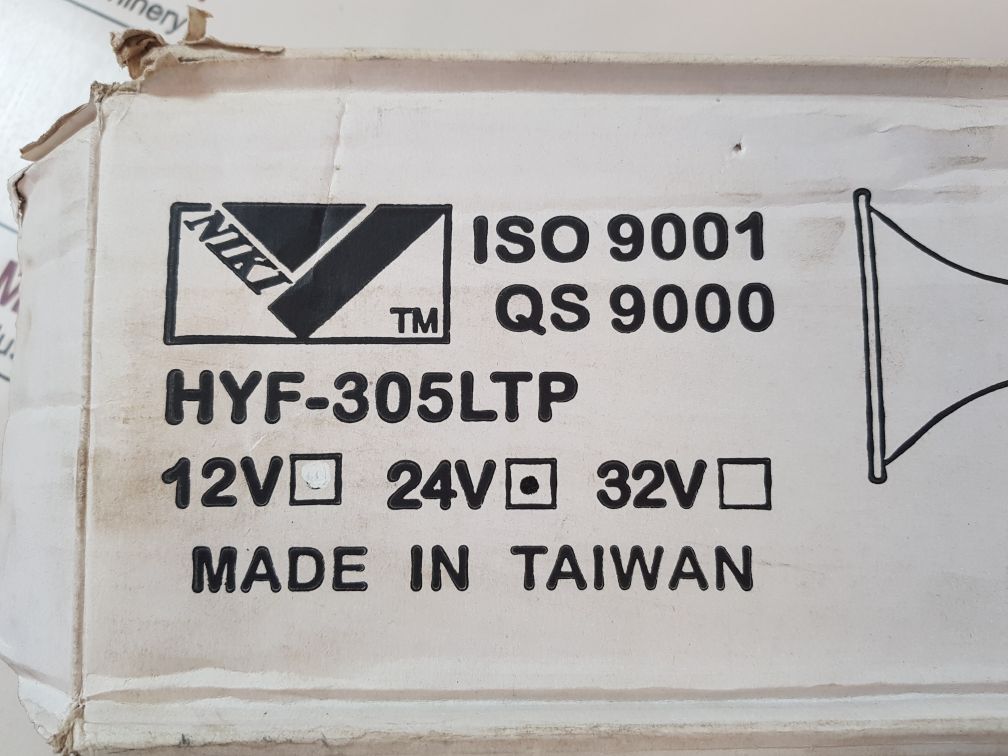 NIKI
TM
ISO 9001
QS 9000
HYF-305LTP
12V 24V 32V
MADE IN TAIWAN